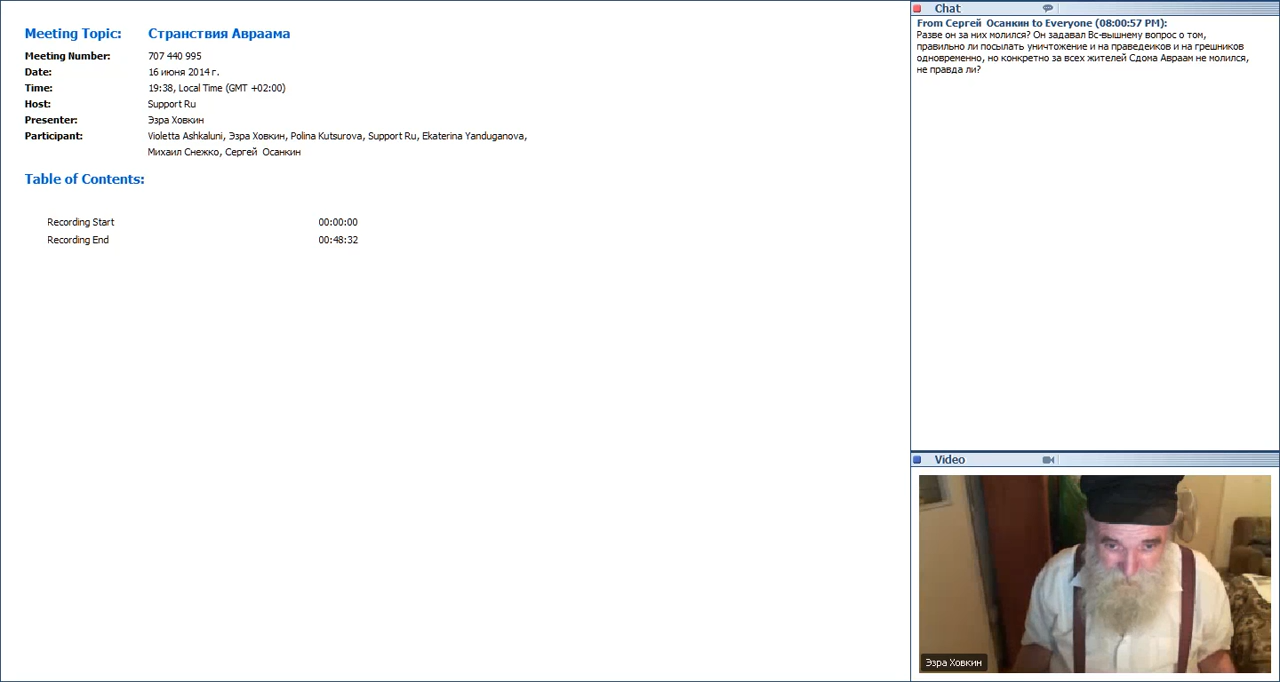 Meeting Topic: Странствия Авраама
Meeting Number: 707 440 995
Date: 16 июня 2014 г.
Time: 19:38, Local Time (GMT +02:00)
Host: Support Ru
Presenter: Эзра Ховкин
Participant: Violetta Ashkaluni, Эзра Ховкин, Polina Kutsurova, Support Ru, Ekaterina Yanduganova,
Михаил Снежко, Сергей Осанкин
Table of Contents:
Recording Start 00:00:00
Recording End 00:48:32
Chat
From Сергей Осанкин to Everyone (08:00:57 PM):
Разве он за них молился? Он задавал Вс-вышнему вопрос о том,
правильно ли посылать уничтожение и на праведеиков и на грешников
одновременно, но конкретно за всех жителей Сдома Авраам не молился,
не правда ли?
Video
Эзра Ховкин